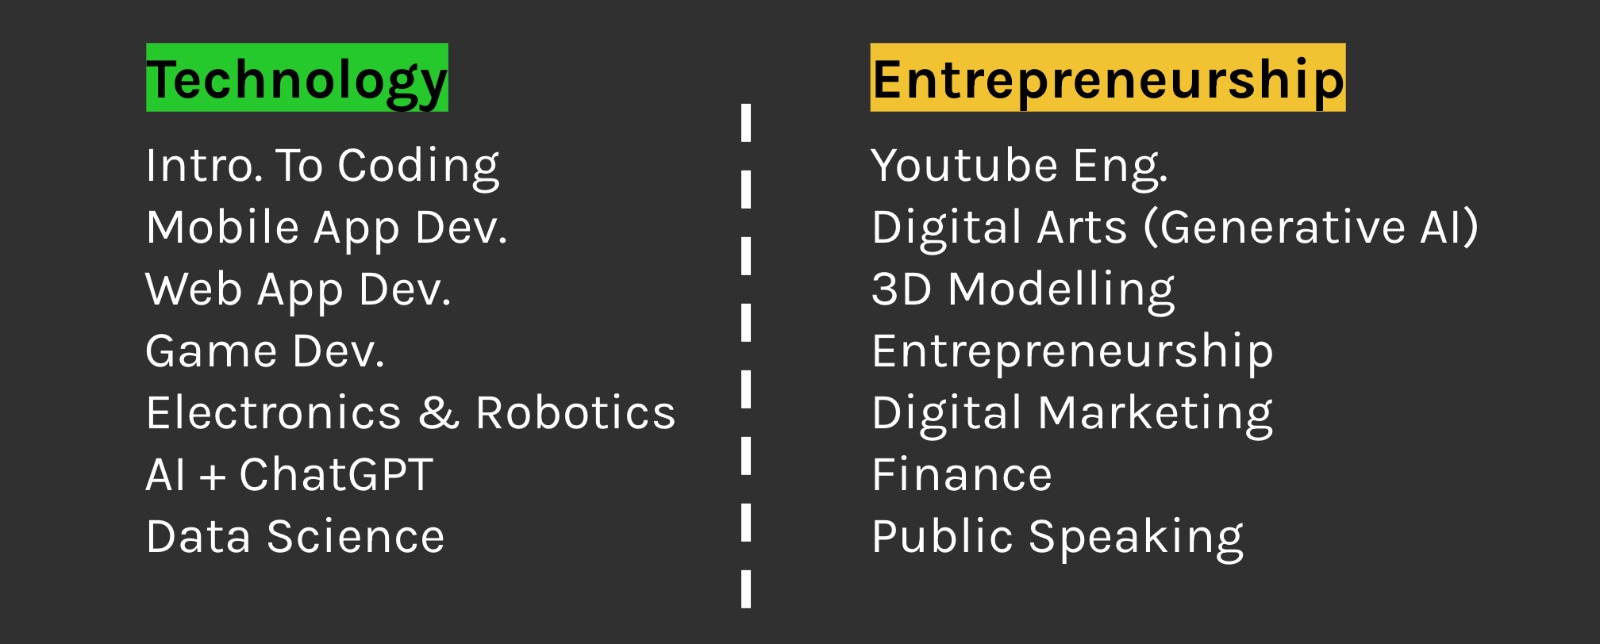 Technology
Intro. To Coding
Mobile App Dev.
Web App Dev.
Game Dev.
Electronics & Robotics
AI + ChatGPT
Data Science
Entrepreneurship
Youtube Eng.
Digital Arts (Generative AI)
3D Modelling
Entrepreneurship
Digital Marketing
Finance
Public Speaking